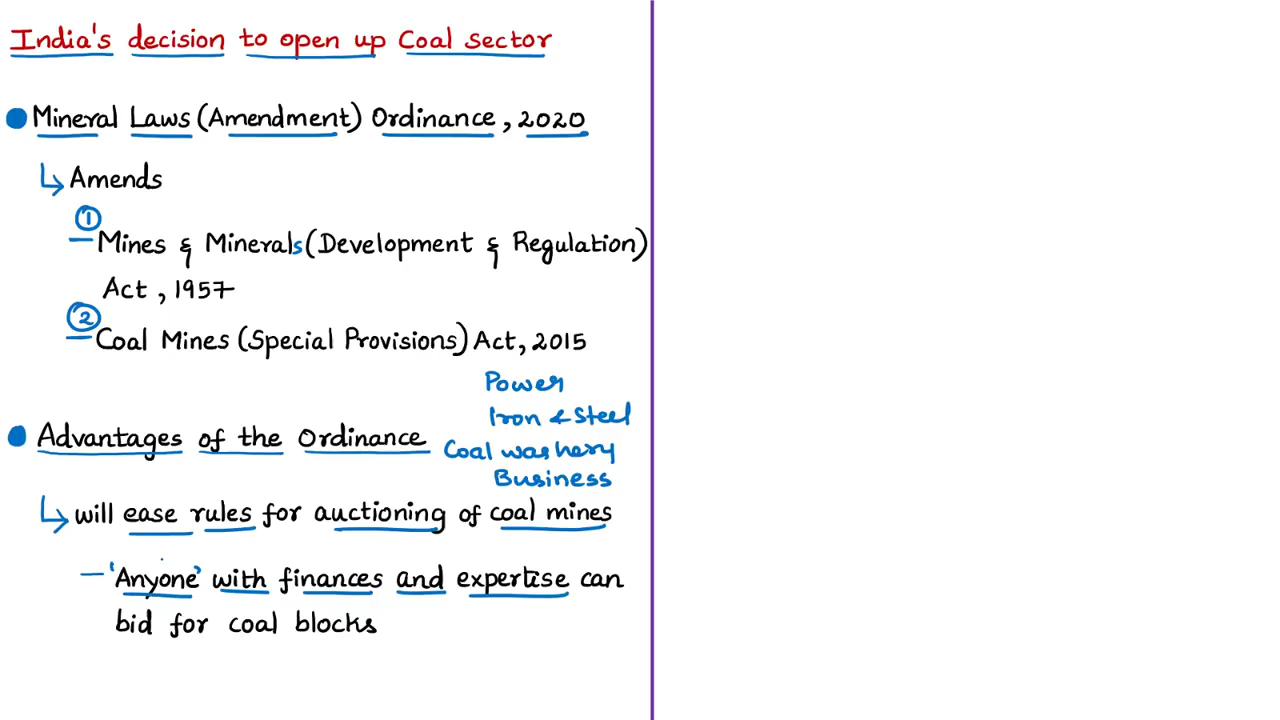 India's decision to open up Coal Sector
Mineral Laws (Amendment) Ordinance, 2020
Amends
1
Mines & Minerals (Development & Regulation)
Act, 1957
2
Coal Mines (Special Provisions) Act, 2015
Power
Iron & Steel
Advantages of the Ordinance
Coal washery
Business
will ease rules for auctioning of coal mines
- 'Anyone' with finances and expertise can
bid for coal blocks